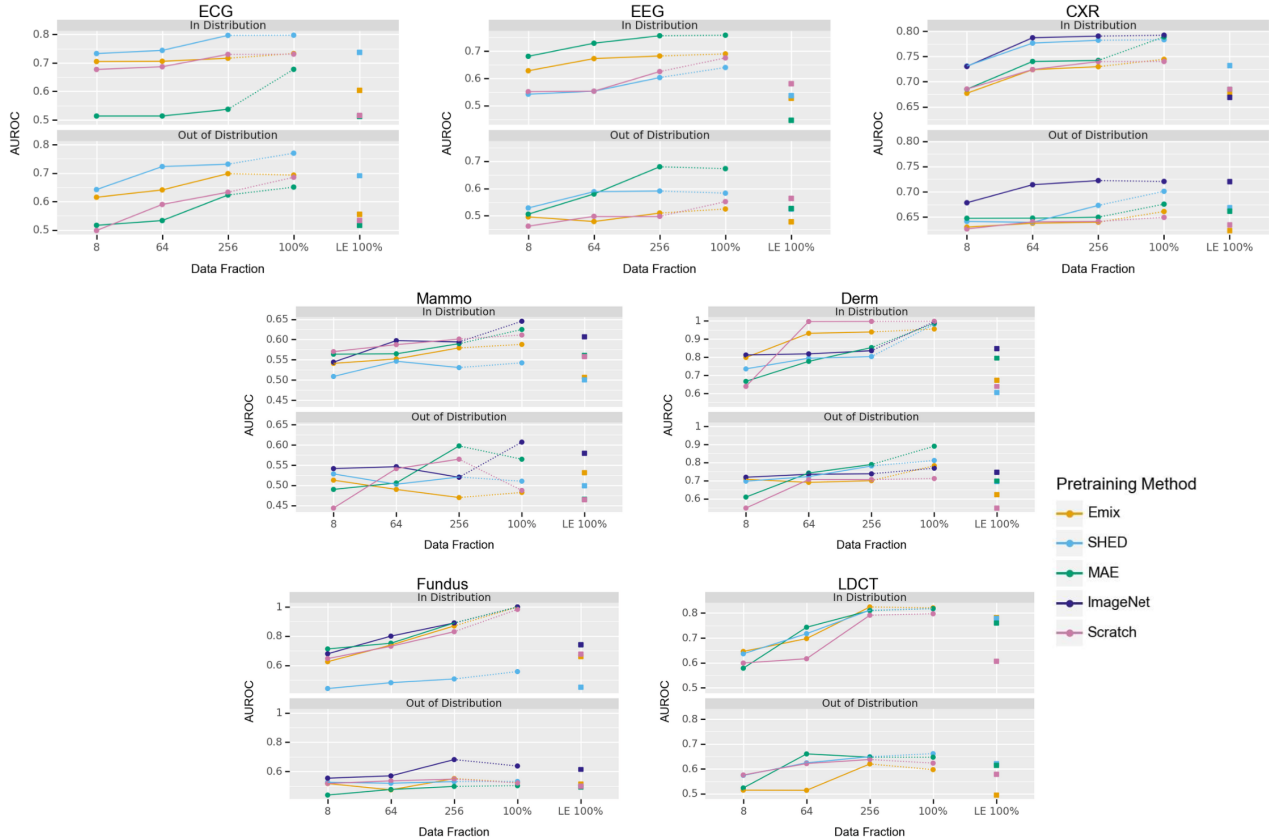 ECG
In Distribution
0.8
0.7
0.6
0.5
AUROC
Out of Distribution
0.8
0.7
0.6
0.5
8 64 256 100% LE 100%
Data Fraction
EEG
In Distribution
0.7
0.6
0.5
AUROC
Out of Distribution
0.7
0.6
0.5
8 64 256 100% LE 100%
Data Fraction
CXR
In Distribution
0.80
0.75
0.70
0.65
AUROC
Out of Distribution
0.80
0.75
0.70
0.65
8 64 256 100% LE 100%
Data Fraction
Mammo
In Distribution
0.65
0.60
0.55
0.50
AUROC
Out of Distribution
0.60
0.55
0.50
0.45
8 64 256 100% LE 100%
Data Fraction
Derm
In Distribution
1
0.9
0.8
0.7
0.6
AUROC
Out of Distribution
1
0.9
0.8
0.7
0.6
8 64 256 100% LE 100%
Data Fraction
Pretraining Method
Emix
SHED
MAE
ImageNet
Scratch
Fundus
In Distribution
1
0.8
0.6
AUROC
Out of Distribution
1
0.8
0.6
8 64 256 100% LE 100%
Data Fraction
LDCT
In Distribution
0.8
0.7
0.6
0.5
AUROC
Out of Distribution
0.8
0.7
0.6
0.5
8 64 256 100% LE 100%
Data Fraction